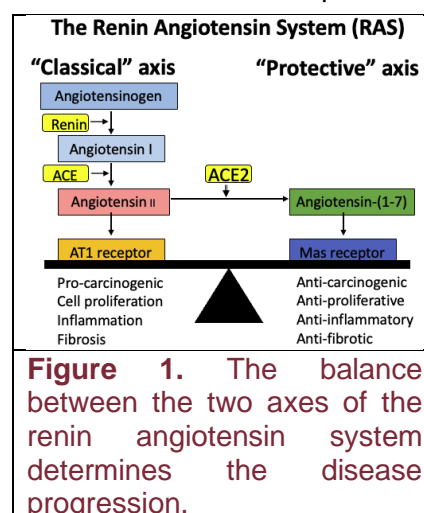 The Renin Angiotensin System (RAS)
“Classical” axis
“Protective” axis
Angiotensinogen
Renin
Angiotensin I
ACE
ACE2
Angiotensin II
Angiotensin-(1-7)
AT1 receptor
Mas receptor
Pro-carcinogenic
Cell proliferation
Inflammation
Fibrosis
Anti-carcinogenic
Anti-proliferative
Anti-inflammatory
Anti-fibrotic
Figure 1. The balance
between the two axes of the
renin angiotensin system
determines the disease
progression.